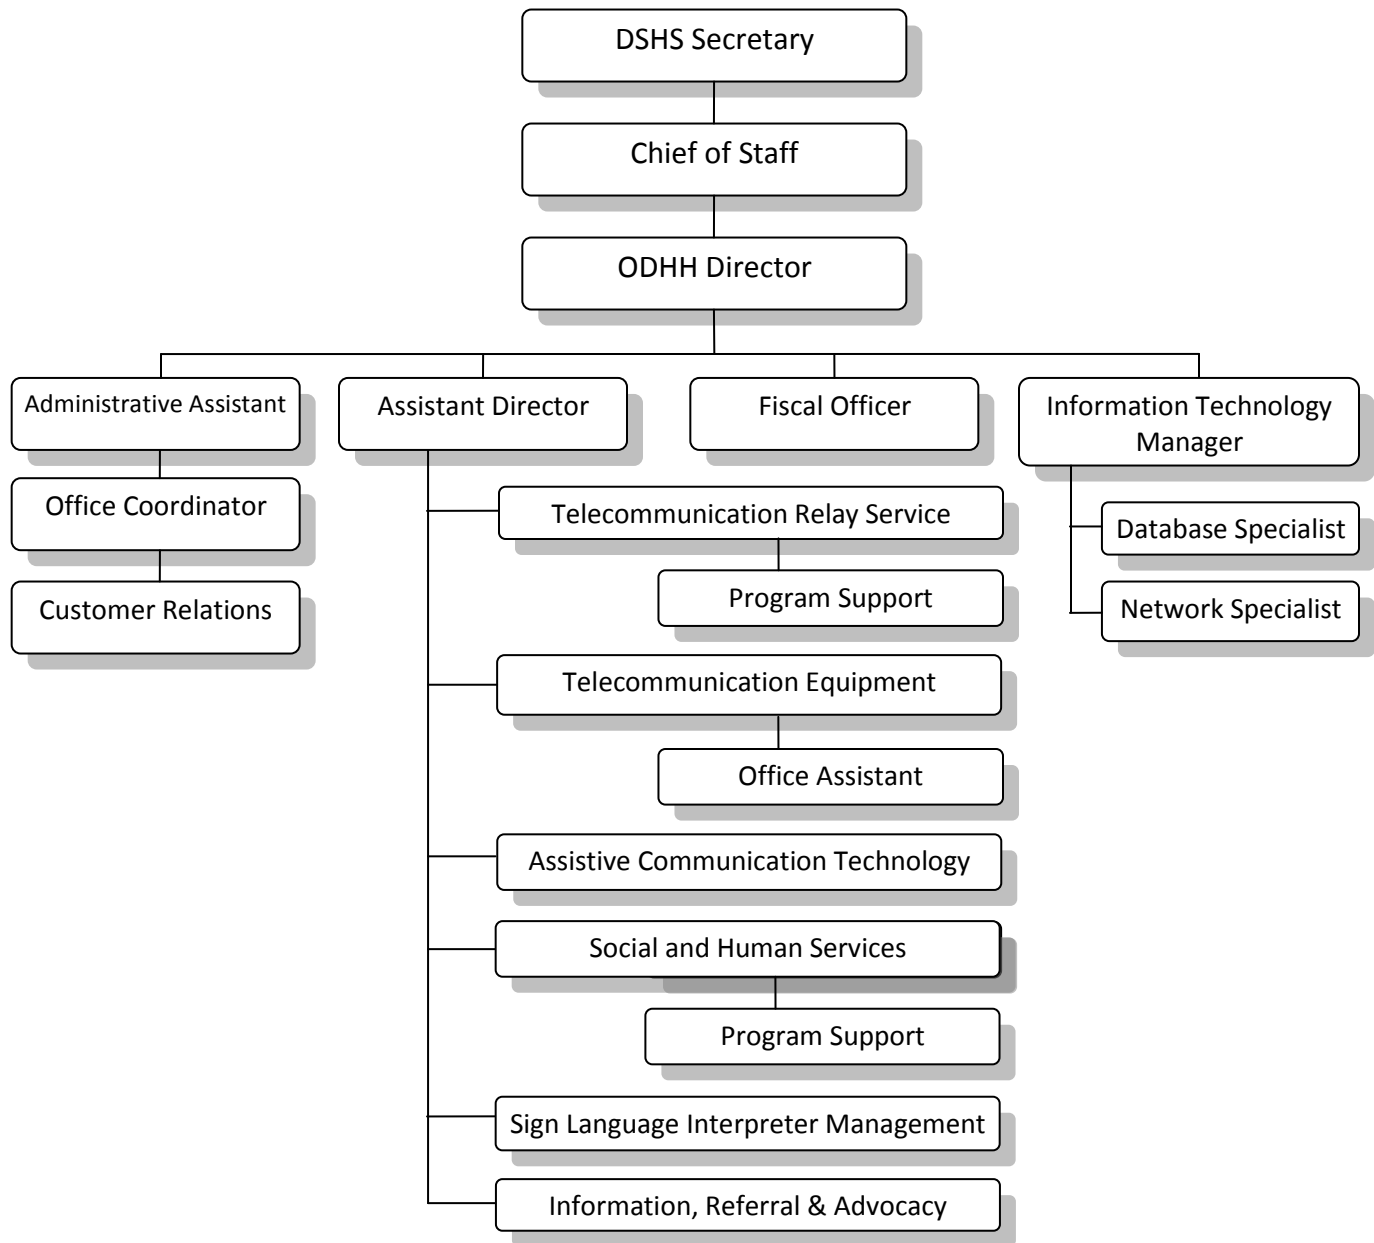 DSHS Secretary
Chief of Staff
ODHH Director
Administrative Assistant
Assistant Director
Fiscal Officer
Information Technology
Manager
Office Coordinator
Customer Relations
Telecommunication Relay Service
Program Support
Telecommunication Equipment
Office Assistant
Assistive Communication Technology
Social and Human Services
Program Support
Sign Language Interpreter Management
Information, Referral & Advocacy
Database Specialist
Network Specialist